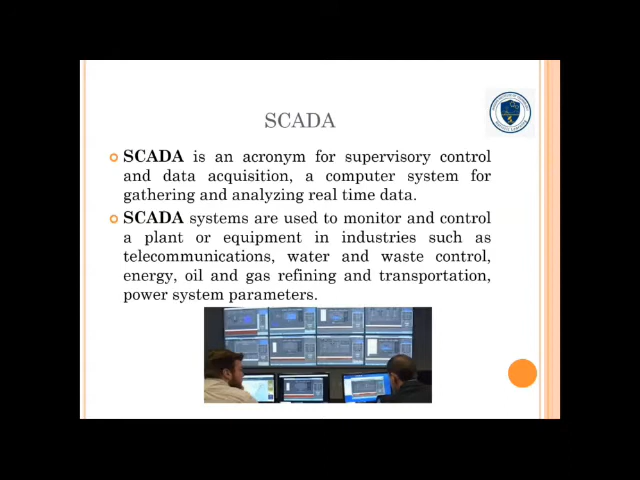 SCADA
SCADA is an acronym for supervisory control
and data acquisition, a computer system for
gathering and analyzing real time data.
SCADA systems are used to monitor and control
a plant or equipment in industries such as
telecommunications, water and waste control,
energy, oil and gas refining and transportation,
power system parameters.